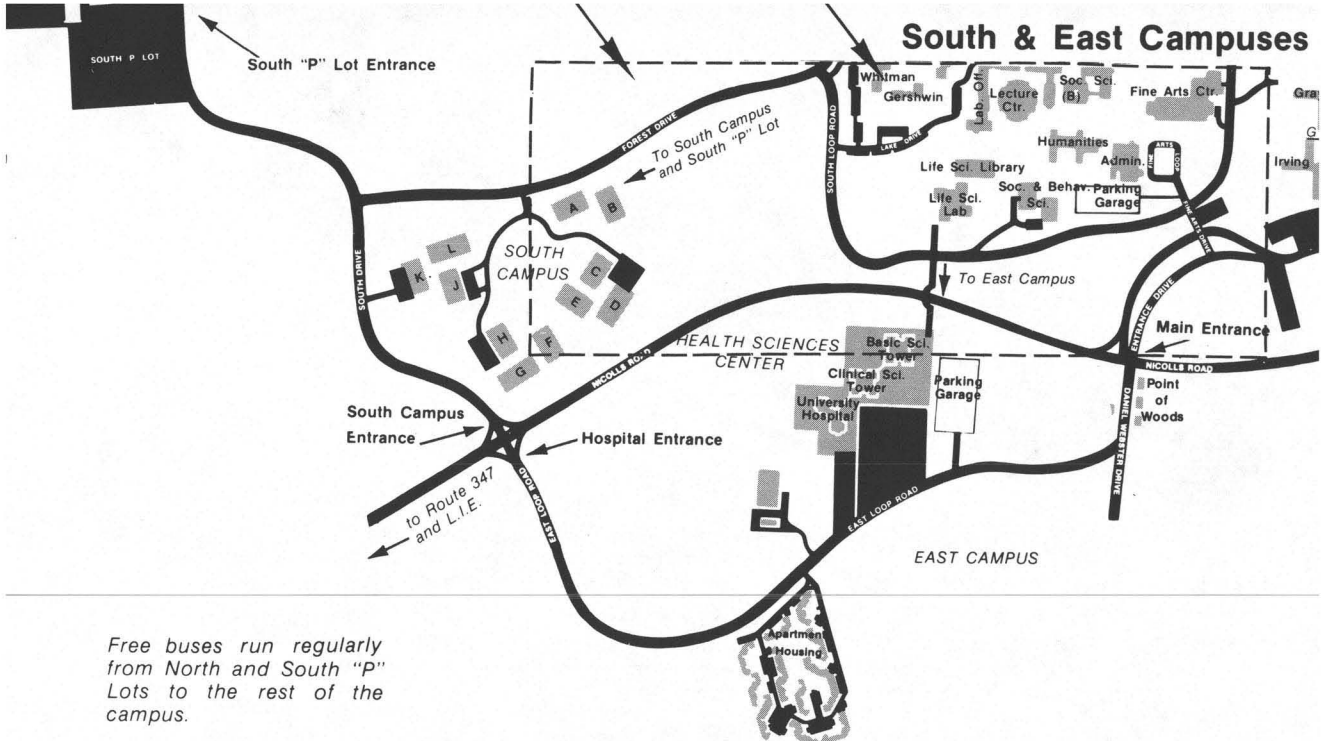 South & East Campuses
SOUTH P LOT
South "P" Lot Entrance
Whitman
Gershwin
Lab. Off.
Lecture
Ctr.
Soc. Sci.
(B)
Fine Arts Ctr.
Gra
G
Irving
FOREST DRIVE
To South Campus
and South "P" Lot
SOUTH LOOP ROAD
LAKE DRIVE
Humanities
Admin.
FINE ARTS LOOP
Life Sci. Library
Life Sci.
Lab
Soc. & Behav.
Sci.
Parking
Garage
FINE ARTS DRIVE
A
B
L
K
J
SOUTH
CAMPUS
C
E
D
H
F
G
SOUTH DRIVE
To East Campus
ENTRANCE DRIVE
Main Entrance
NICOLLS ROAD
NICOLLS ROAD
HEALTH SCIENCES
CENTER
Basic Sci.
Tower
Clinical Sci.
Tower
University
Hospital
Parking
Garage
DANIEL WEBSTER DRIVE
Point
of
Woods
South Campus
Entrance
Hospital Entrance
to Route 347
and L.I.E.
EAST LOOP ROAD
EAST LOOP ROAD
EAST CAMPUS
Apartment
Housing
Free buses run regularly
from North and South "P"
Lots to the rest of the
campus.